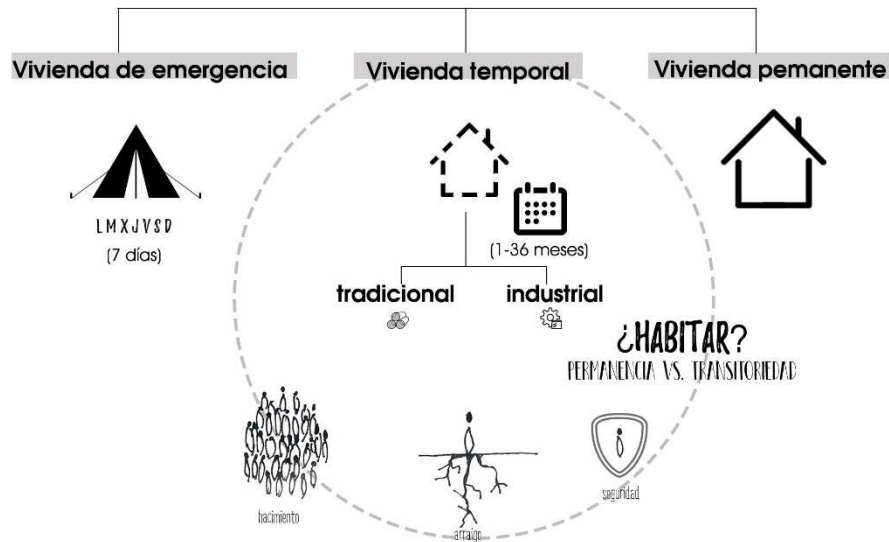 Vivienda de emergencia
Vivienda temporal
Vivienda pemanente
LMXJVSD
(7 días)
(1-36 meses)
tradicional
industrial
¿HABITAR?
PERMANENCIA VS. TRANSITORIEDAD
hacimiento
arraigo
seguridad